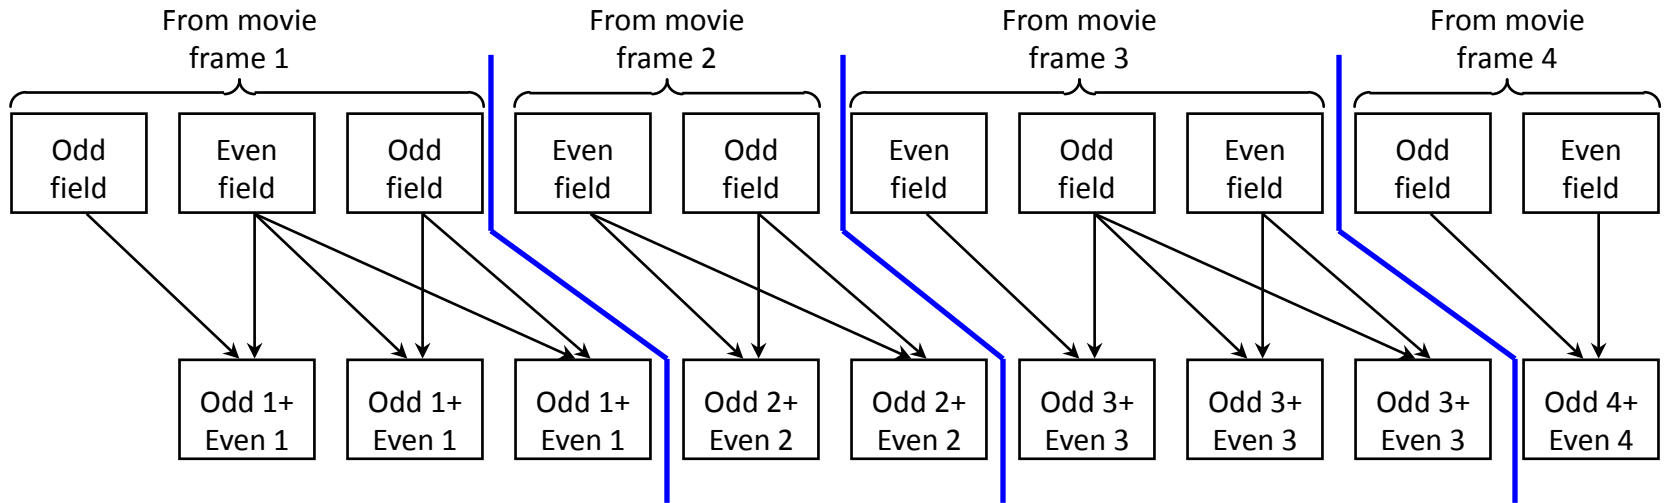 From movie
frame 1
From movie
frame 2
From movie
frame 3
From movie
frame 4
Odd
field
Even
field
Odd
field
Even
field
Odd
field
Even
field
Odd
field
Even
field
Odd
field
Even
field
Odd 1+
Even 1
Odd 1+
Even 1
Odd 1+
Even 1
Odd 2+
Even 2
Odd 2+
Even 2
Odd 3+
Even 3
Odd 3+
Even 3
Odd 3+
Even 3
Odd 4+
Even 4